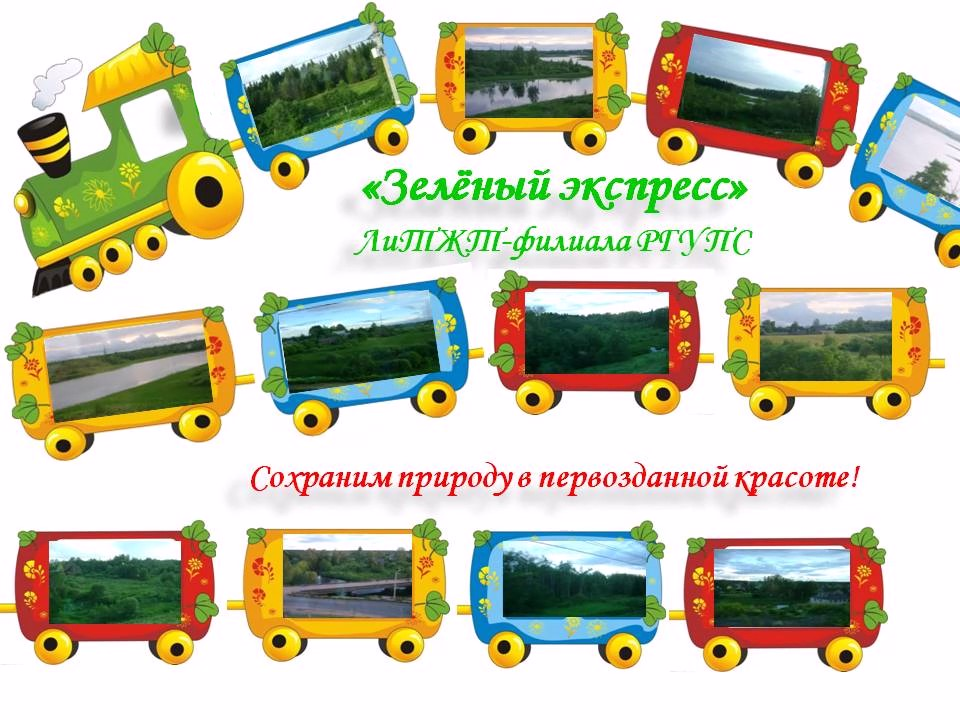 «Зелёный экспресс»
ЛиТЖТ-филиала РГУПС
Сохраним природу в первозданной красоте!